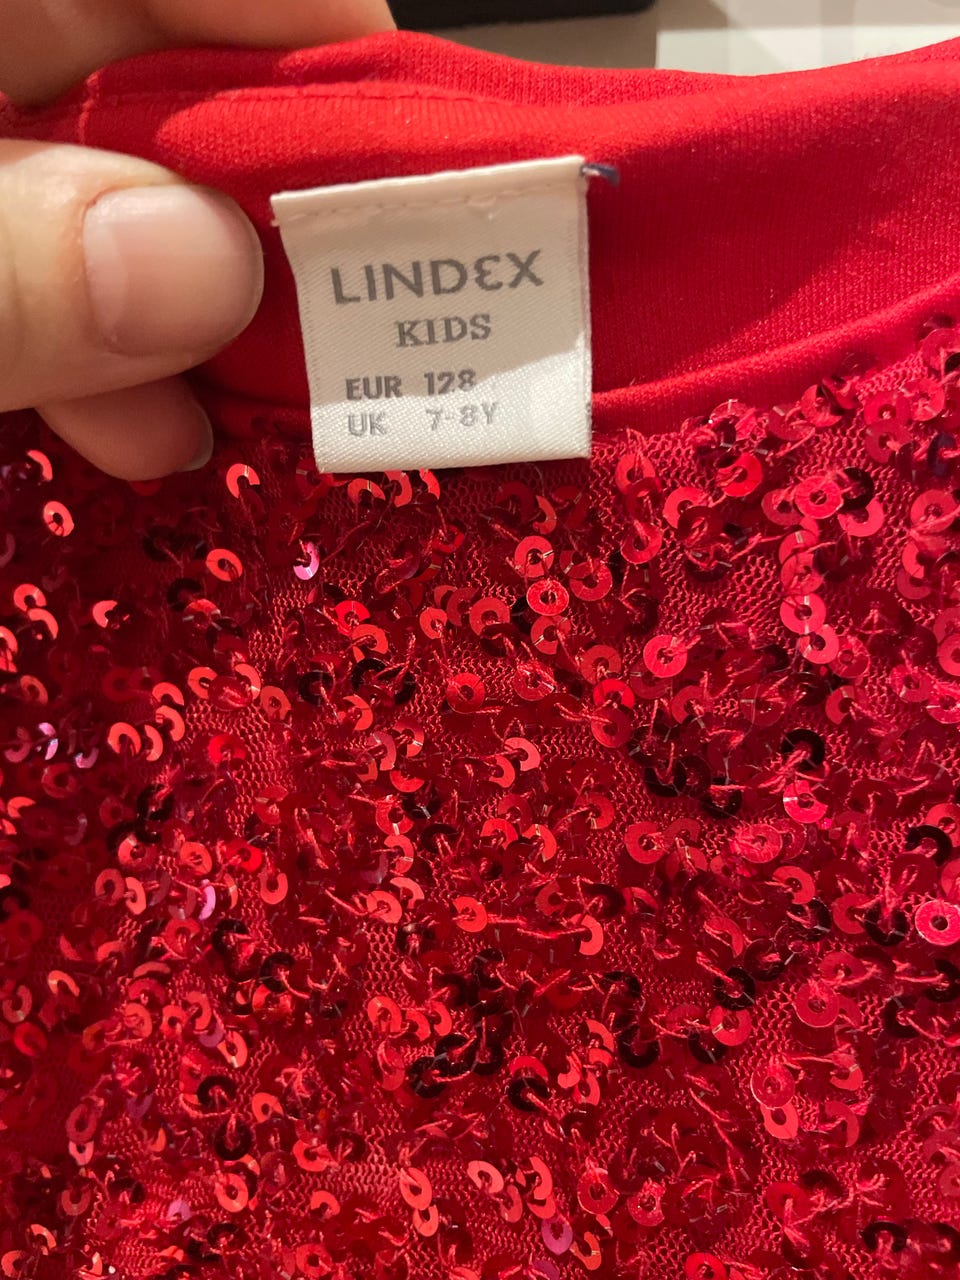 LINDEX
KIDS
EUR 128
UK 7-8Y